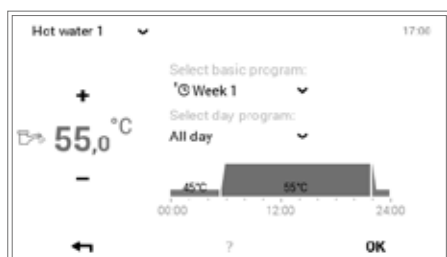 Hot water 1
17:00
Select basic program:
Week 1
Select day program:
All day
+
55,0°C
–
45°C 55°C
00:00 12:00 24:00
? OK